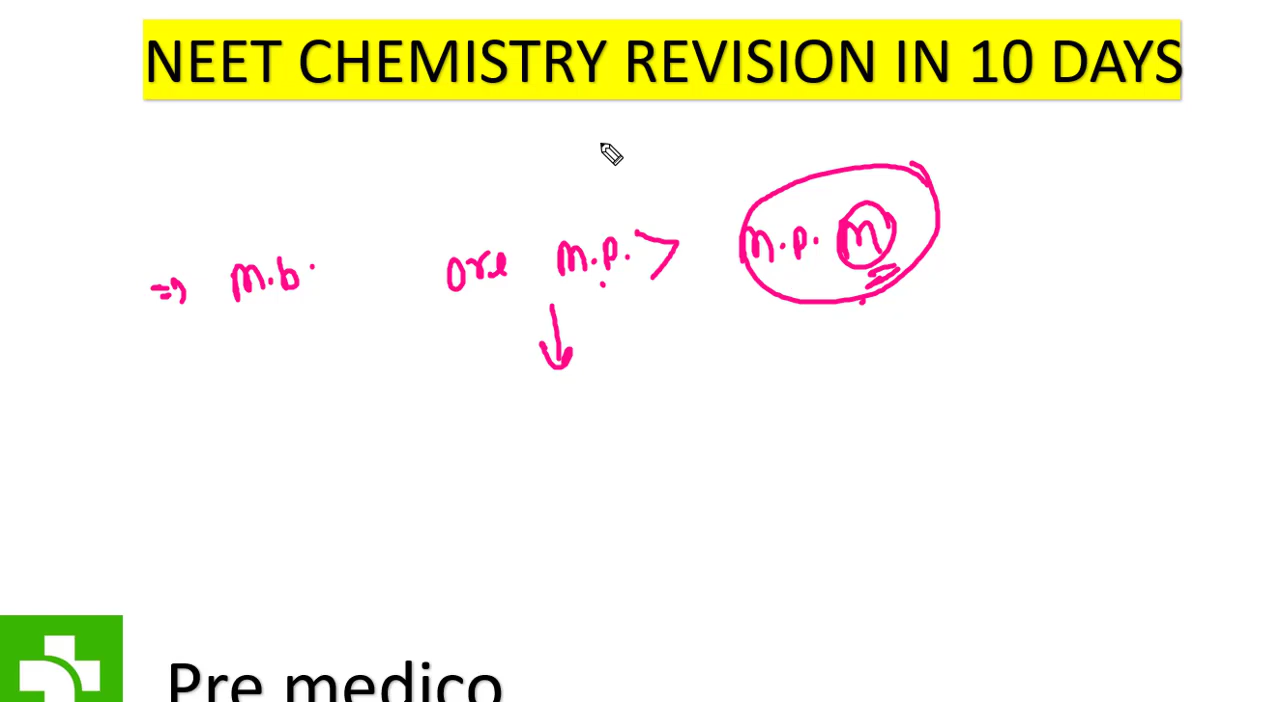 NEET CHEMISTRY REVISION IN 10 DAYS
=> m.b. ore m.p. > m.p. m
Pre medico